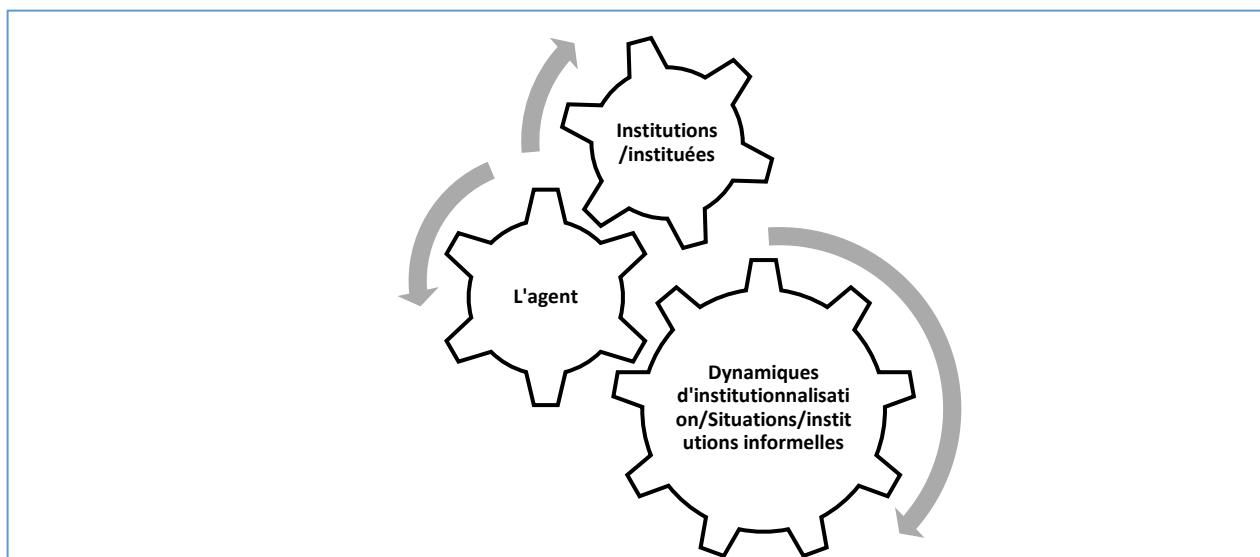 Institutions
/instituées
L'agent
Dynamiques
d'institutionnalisati
on/Situations/instit
utions informelles